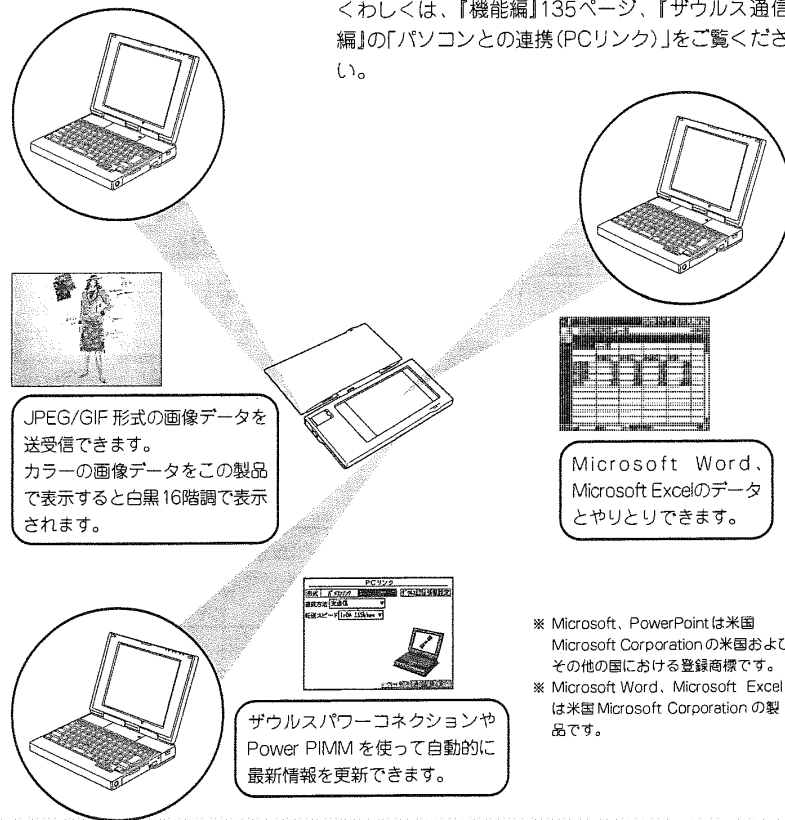 くわしくは、『機能編』135ページ、『ザウルス通信
編』の「パソコンとの連携(PCリンク)」をご覧くださ
い。
JPEG/GIF 形式の画像データを
送受信できます。
カラーの画像データをこの製品
で表示すると白黒16階調で表示
されます。
Microsoft Word、
Microsoft Excelのデータ
とやりとりできます。
PCリンク
ザウルスパワーコネクションや
Power PIMM を使って自動的に
最新情報を更新できます。
※ Microsoft、PowerPointは米国
Microsoft Corporationの米国および
その他の国における登録商標です。
※ Microsoft Word、Microsoft Excel
は米国Microsoft Corporation の製
品です。